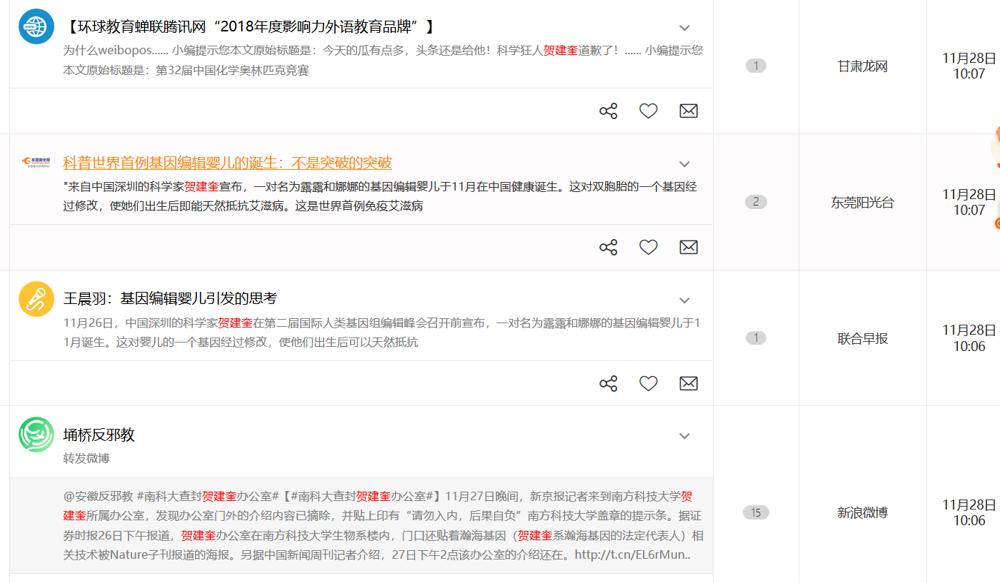 【环球教育蝉联腾讯网“2018年度影响力外语教育品牌”】
为什么weibopos...... 小编提示您本文原始标题是：今天的瓜有点多，头条还是给他！科学狂人贺建奎道歉了！...... 小编提示您
本文原始标题是：第32届中国化学奥林匹克竞赛
1
甘肃龙网
11月28日
10:07
东莞阳光网
科普世界首例基因编辑婴儿的诞生：不是突破的突破
"来自中国深圳的科学家贺建奎宣布，一对名为露露和娜娜的基因编辑婴儿于11月在中国健康诞生。这对双胞胎的一个基因经
过修改，使她们出生后即能天然抵抗艾滋病。这是世界首例免疫艾滋病
2
东莞阳光台
11月28日
10:07
王晨羽：基因编辑婴儿引发的思考
11月26日，中国深圳的科学家贺建奎在第二届国际人类基因组编辑峰会召开前宣布，一对名为露露和娜娜的基因编辑婴儿于1
1月诞生。这对婴儿的一个基因经过修改，使他们出生后可以天然抵抗
1
联合早报
11月28日
10:06
埇桥反邪教
转发微博
@安徽反邪教 #南科大查封贺建奎办公室#【#南科大查封贺建奎办公室#】11月27日晚间，新京报记者来到南方科技大学贺
建奎所属办公室，发现办公室门外的介绍内容已摘除，并贴上印有“请勿入内，后果自负”南方科技大学盖章的提示条。据证
券时报26日下午报道，贺建奎办公室在南方科技大学生物系楼内，门口还贴着瀚海基因（贺建奎系瀚海基因的法定代表人）相
关技术被Nature子刊报道的海报。另据中国新闻周刊记者介绍，27日下午2点该办公室的介绍还在。http://t.cn/EL6rMun..
15
新浪微博
11月28日
10:06